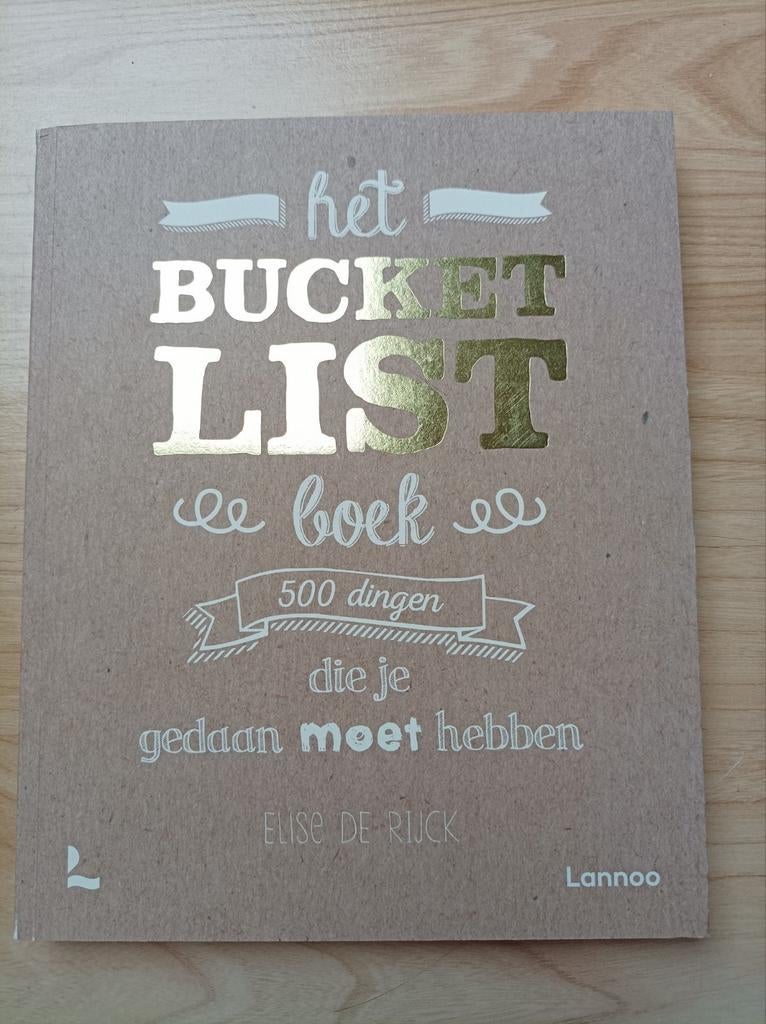 het
BUCKET
LIST
boek
500 dingen
die je
gedaan moet hebben
ELISE DE RIJCK
Lannoo